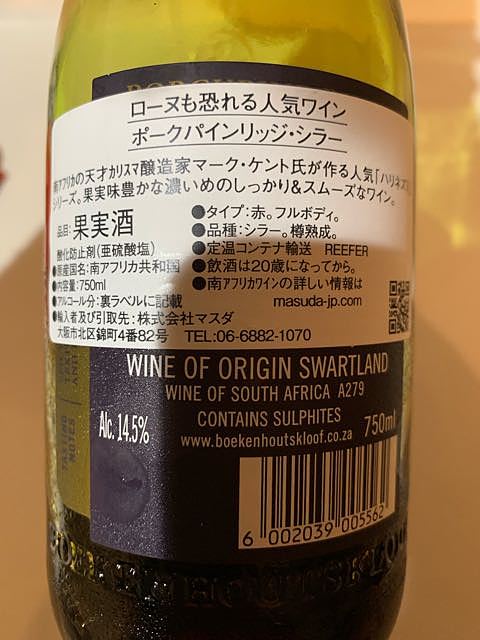 ローヌも恐れる人気ワイン
ポークパインリッジ・シラー
南アフリカの天才カリスマ醸造家マーク・ケント氏が作る人気「ハリネズミ
シリーズ。果実味豊かな濃いめのしっかり&スムーズなワイン。
品名:果実酒
酸化防止剤(亜硫酸塩)
●原産国名:南アフリカ共和国
●内容量:750ml
●アルコール分:裏ラベルに記載
●輸入者及び引取先:株式会社マスダ
大阪市北区錦町4番82号 TEL:06-6882-1070
●タイプ:赤。フルボディ。
●品種:シラー。樽熟成。
●定温コンテナ輸送 REEFER
●飲酒は20歳になってから。
●南アフリカワインの詳しい情報は
masuda-jp.com
WINE OF ORIGIN SWARTLAND
WINE OF SOUTH AFRICA A279
CONTAINS SULPHITES
Alc. 14.5%
750ml
www.boekenhoutskloof.co.za
6 002039 005562
TASTING
NOTES